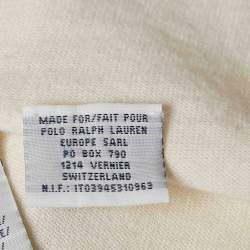 MADE FOR/FAIT POUR
POLO RALPH LAUREN
EUROPE SARL
PO BOX 790
1214 VERNIER
SWITZERLAND
N.I.F.: IT03945310963